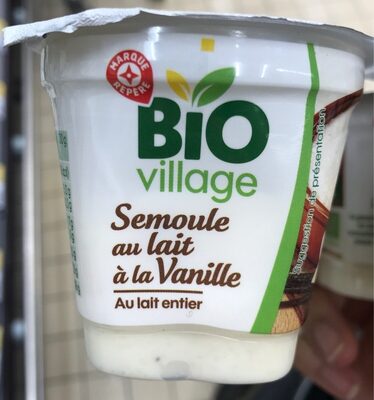 MARQUE
REPÈRE
BIO
village
Semoule
au lait
à la Vanille
Au lait entier
Suggestion de présentation